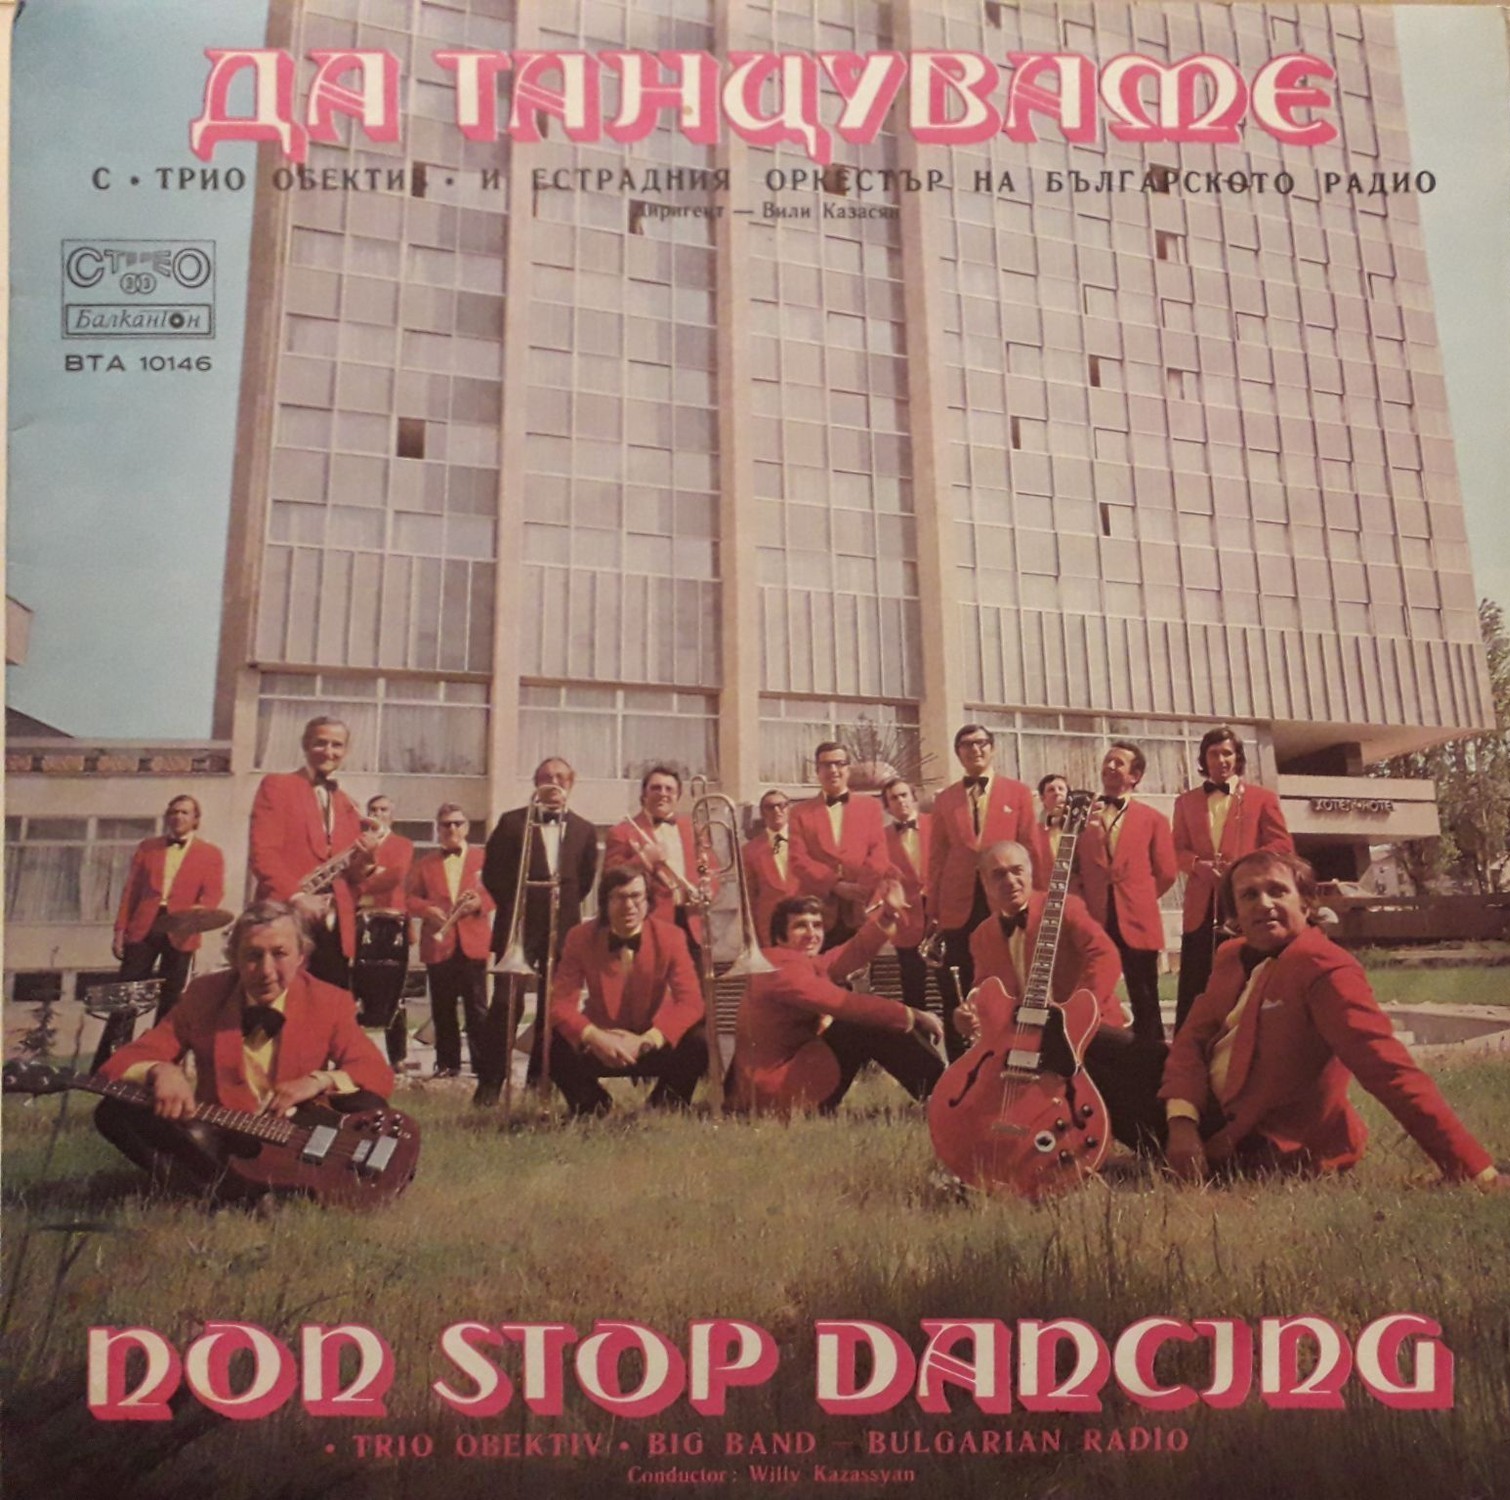 ДА ТАНЦУВАМЕ
С • ТРИО ОБЕКТИВ • И ЕСТРАДНИЯ ОРКЕСТЪР НА БЪЛГАРСКОТО РАДИО
Диригент — Вили Казасян
СТЕРЕО
33
Балкантон
ВТА 10146
ХОТЕЛ•HOTEL
NON STOP DANCING
• TRIO OBEKTIV • BIG BAND — BULGARIAN RADIO
Conductor: Willy Kazassyan